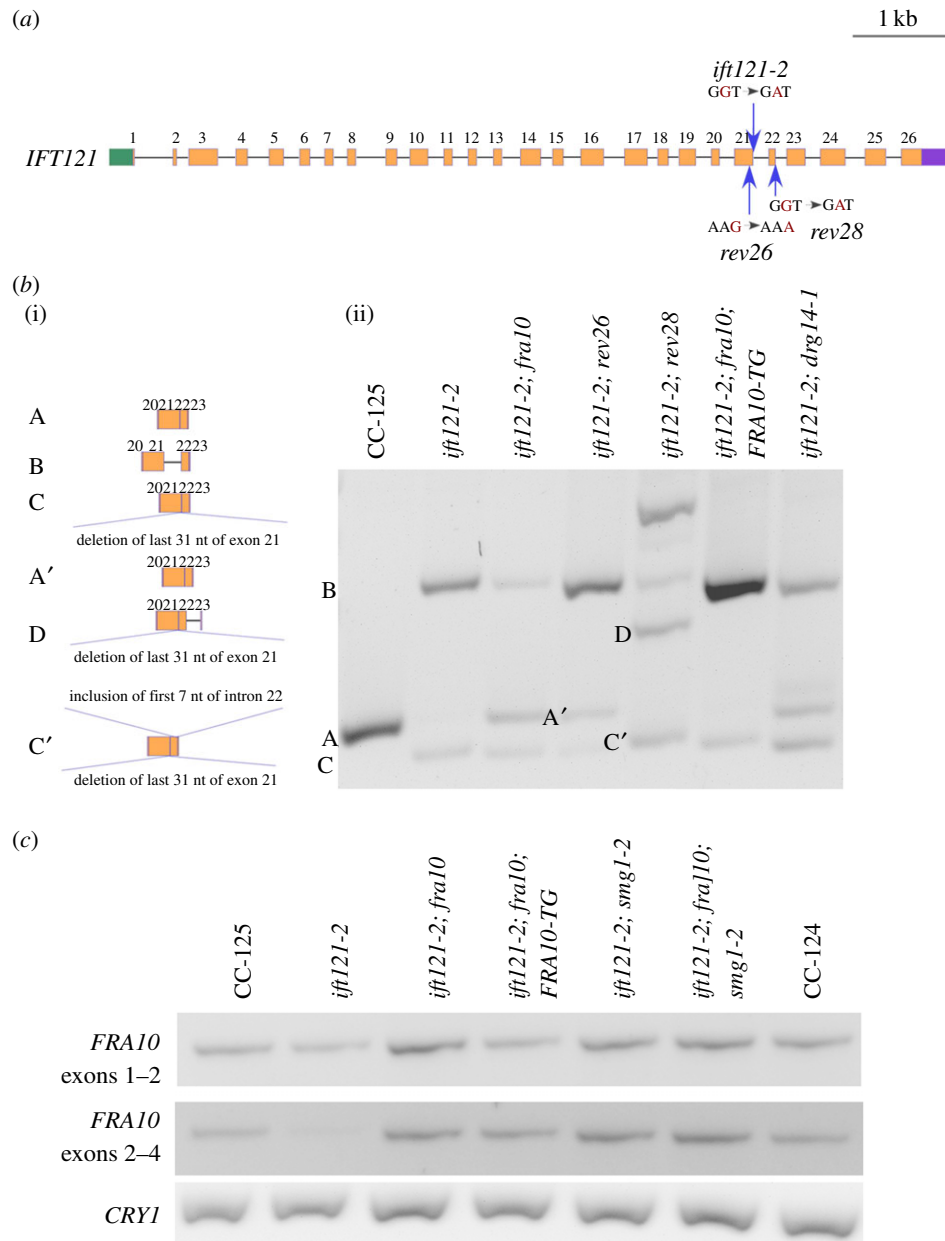 (a)
1 kb
ift121-2
GGT GAT
1 2 3 4 5 6 7 8 9 10 11 12 13 14 15 16 17 18 19 20 21 22 23 24 25 26
IFT121
GGT GAT
AAG AAA rev28
rev26
(b)
(i)
(ii)
A
20212223
B
20 21 2223
C
20212223
deletion of last 31 nt of exon 21
A′
20212223
D
20212223
deletion of last 31 nt of exon 21
inclusion of first 7 nt of intron 22
C′
deletion of last 31 nt of exon 21
CC-125
ift121-2
ift121-2; fra10
ift121-2; rev26
ift121-2; rev28
ift121-2; fra10;
FRA10-TG
ift121-2; drg14-1
B
D
A′
A
C′
C
(c)
CC-125
ift121-2
ift121-2; fra10
ift121-2; fra10;
FRA10-TG
ift121-2; smg1-2
ift121-2; fra]10;
smg1-2
CC-124
FRA10
exons 1–2
FRA10
exons 2–4
CRY1